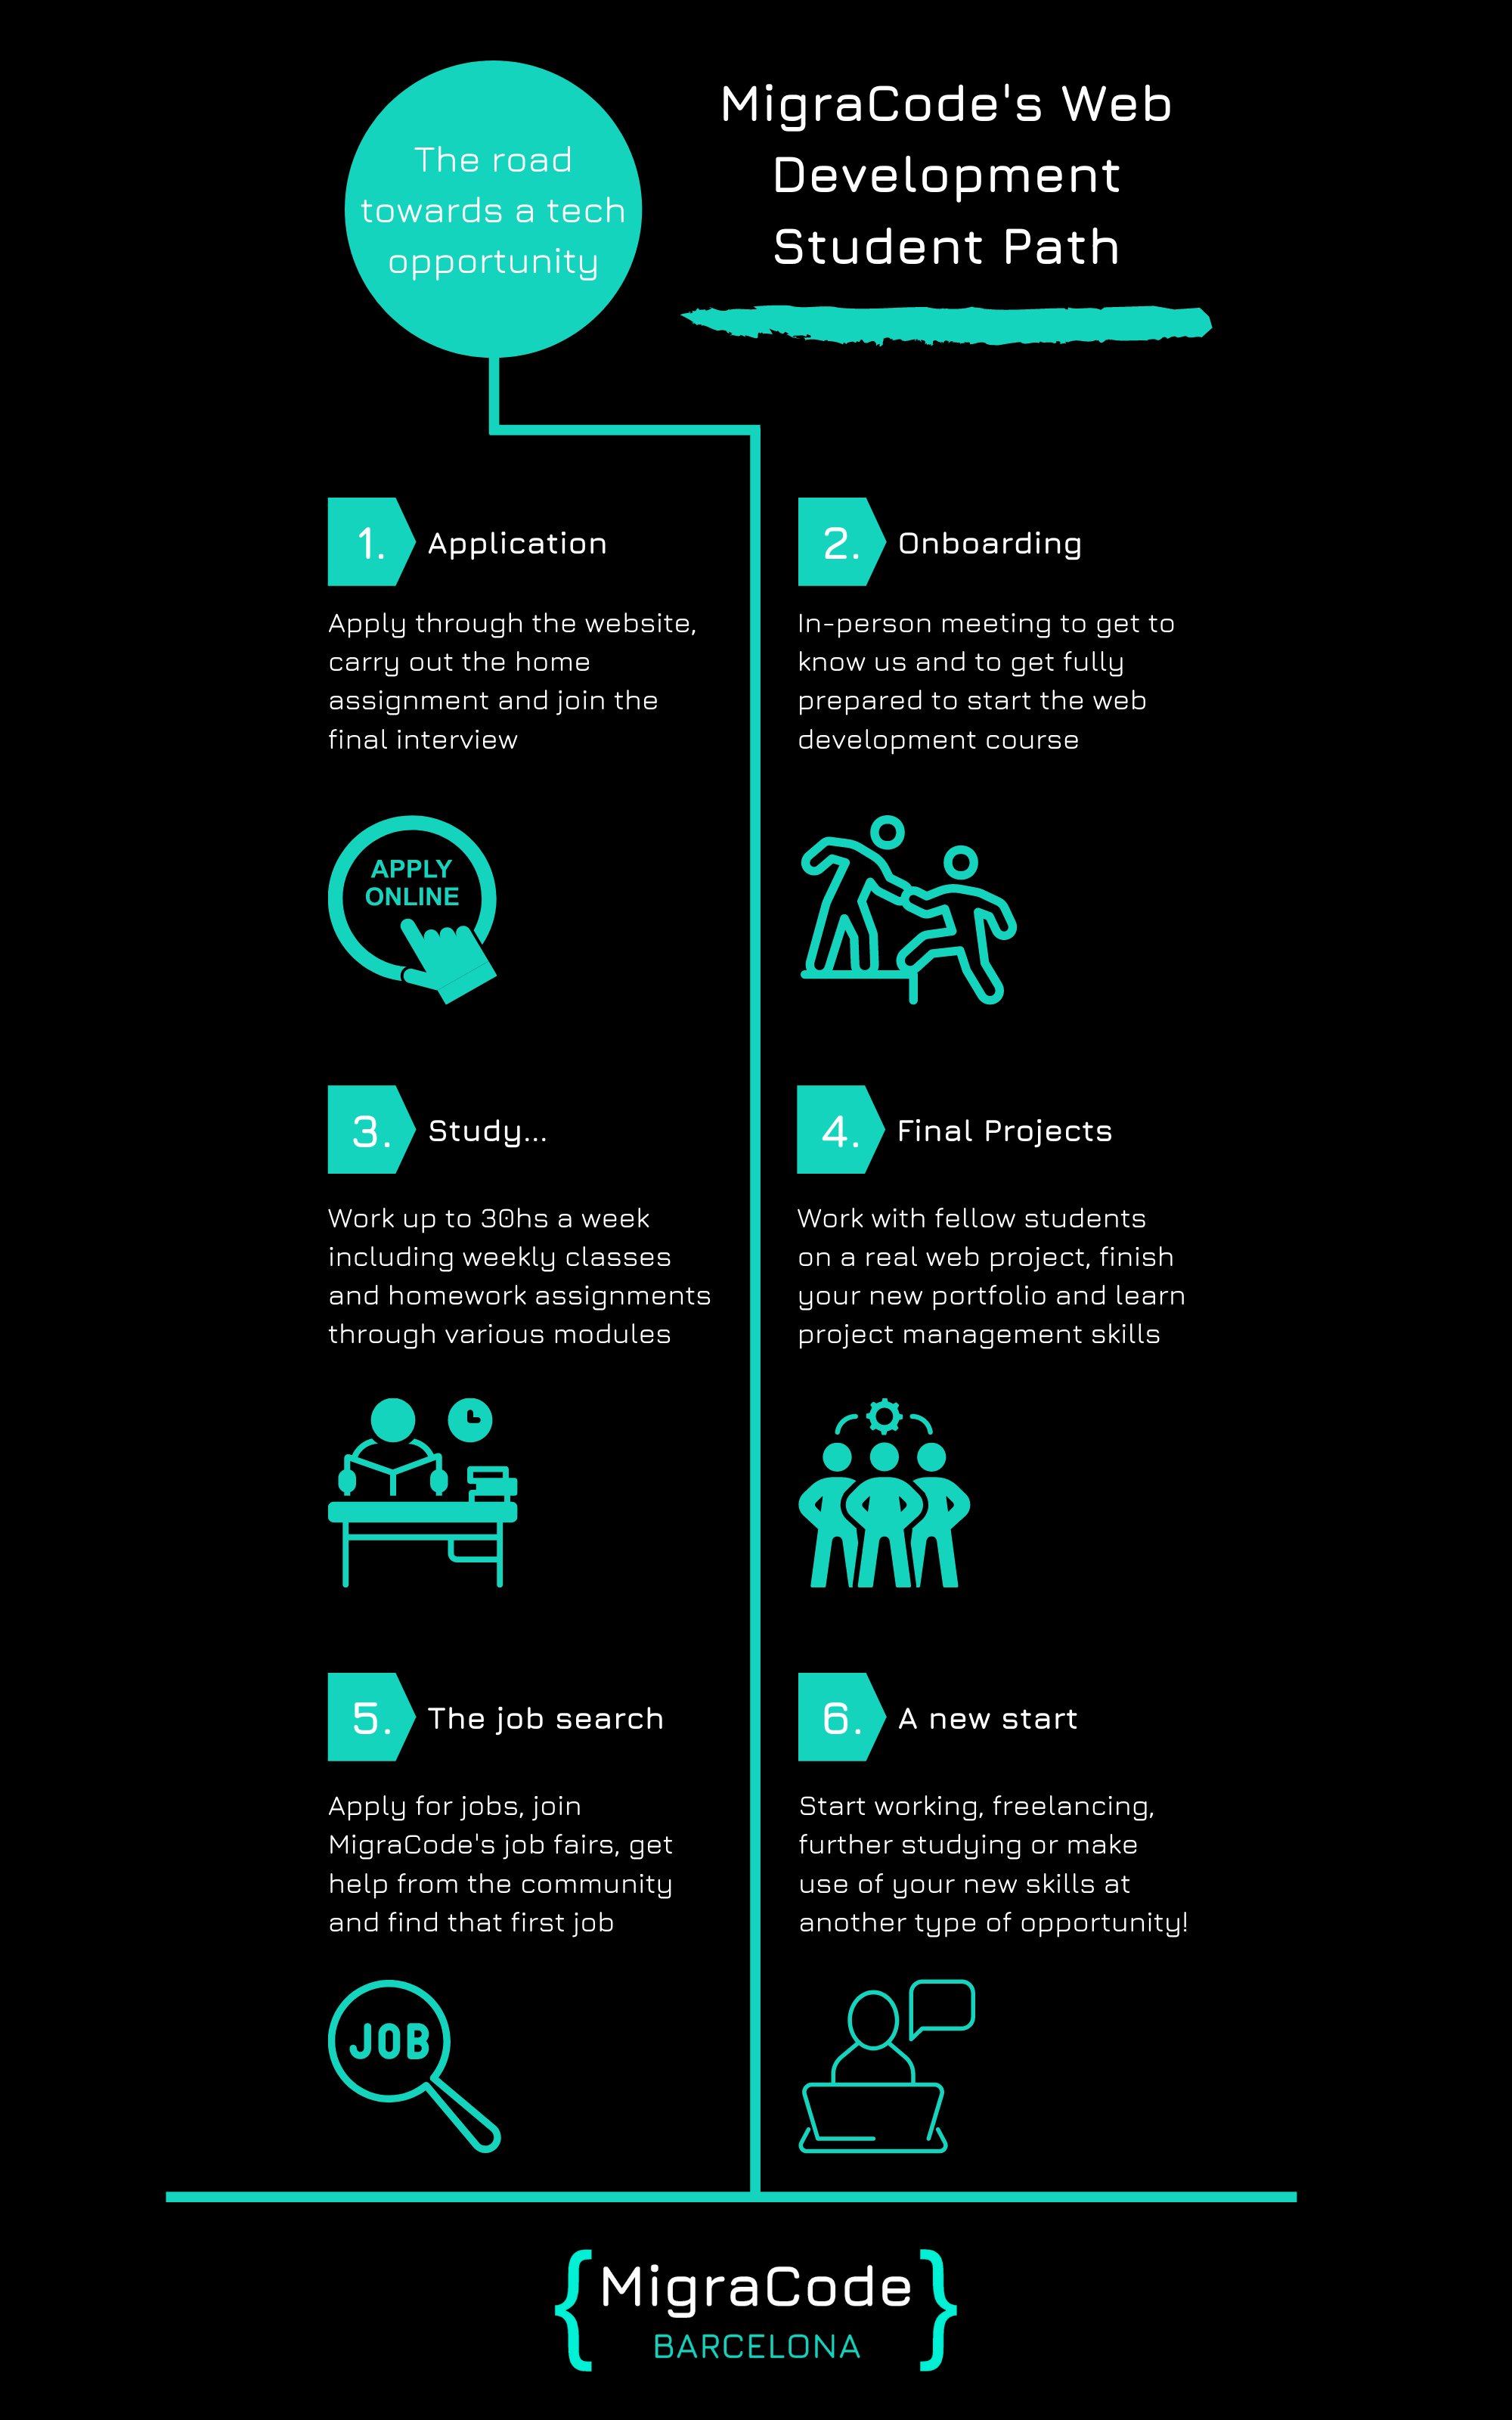 The road
towards a tech
opportunity
MigraCode's Web
Development
Student Path
1.
Application
Apply through the website,
carry out the home
assignment and join the
final interview
APPLY
ONLINE
2.
Onboarding
In-person meeting to get to
know us and to get fully
prepared to start the web
development course
3.
Study...
Work up to 30hs a week
including weekly classes
and homework assignments
through various modules
4.
Final Projects
Work with fellow students
on a real web project, finish
your new portfolio and learn
project management skills
5.
The job search
Apply for jobs, join
MigraCode's job fairs, get
help from the community
and find that first job
JOB
6.
A new start
Start working, freelancing,
further studying or make
use of your new skills at
another type of opportunity!
{MigraCode}
BARCELONA